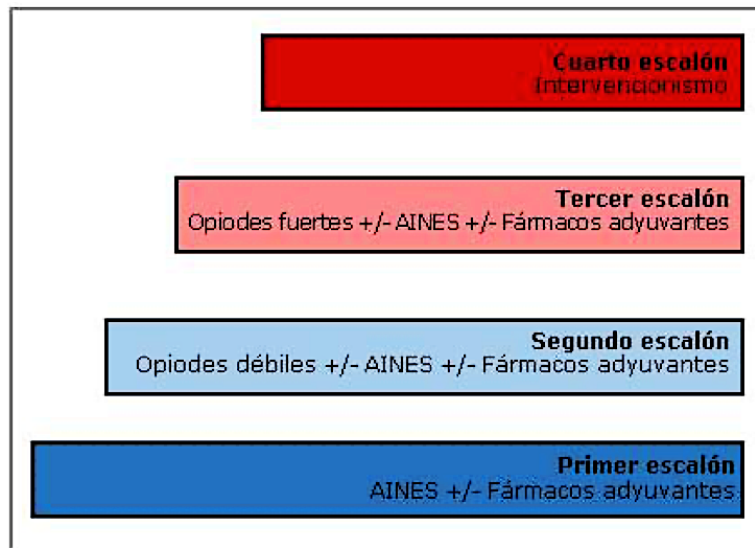 Cuarto escalón
Intervencionismo
Tercer escalón
Opiodes fuertes +/- AINES +/- Fármacos adyuvantes
Segundo escalón
Opiodes débiles +/- AINES +/- Fármacos adyuvantes
Primer escalón
AINES +/- Fármacos adyuvantes